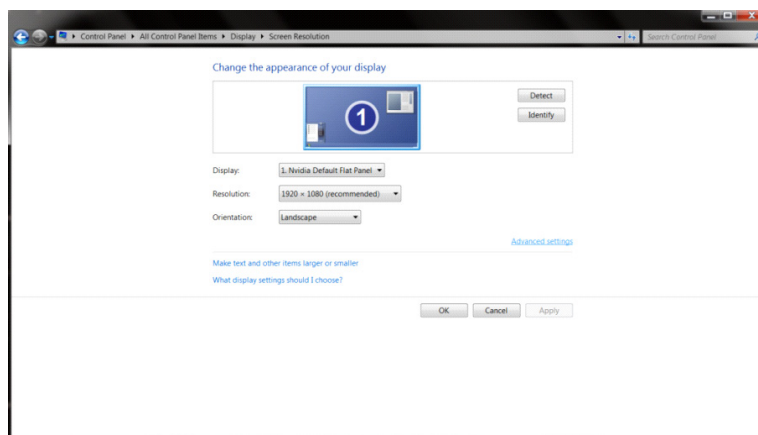 Control Panel ▸ All Control Panel Items ▸ Display ▸ Screen Resolution
Search Control Panel
Change the appearance of your display
1
Detect
Identify
Display: 1. Nvidia Default Flat Panel
Resolution: 1920 × 1080 (recommended)
Orientation: Landscape
Advanced settings
Make text and other items larger or smaller
What display settings should I choose?
OK Cancel Apply